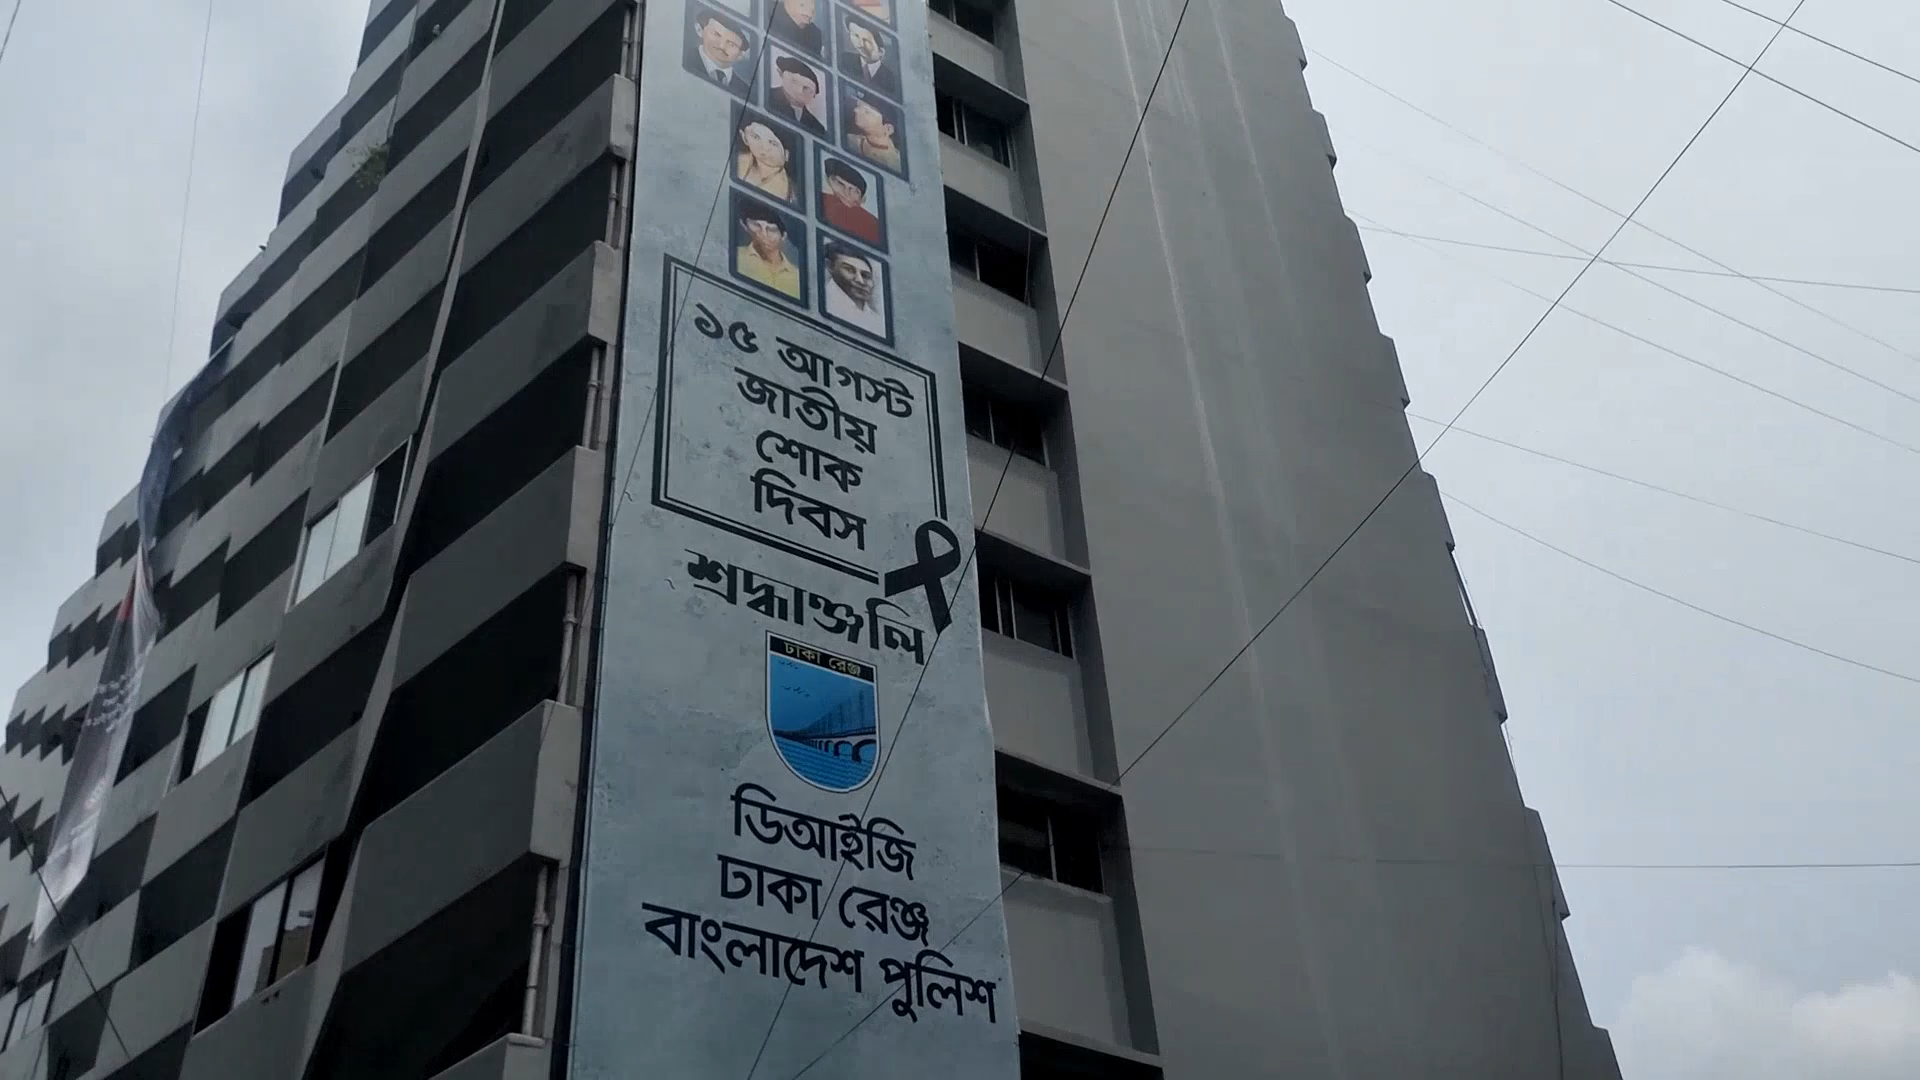 ১৫ আগস্ট
জাতীয়
শোক
দিবস
শ্রদ্ধাঞ্জলি
ঢাকা রেঞ্জ
ডিআইজি
ঢাকা রেঞ্জ
বাংলাদেশ পুলিশ